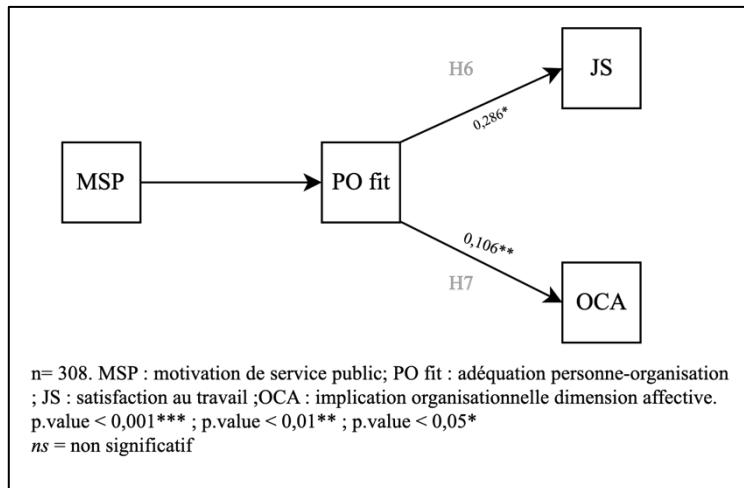 H6
JS
0,286*
MSP
PO fit
0,106**
H7
OCA
n= 308. MSP : motivation de service public; PO fit : adéquation personne-organisation
; JS : satisfaction au travail ;OCA : implication organisationnelle dimension affective.
p.value < 0,001*** ; p.value < 0,01** ; p.value < 0,05*
ns = non significatif